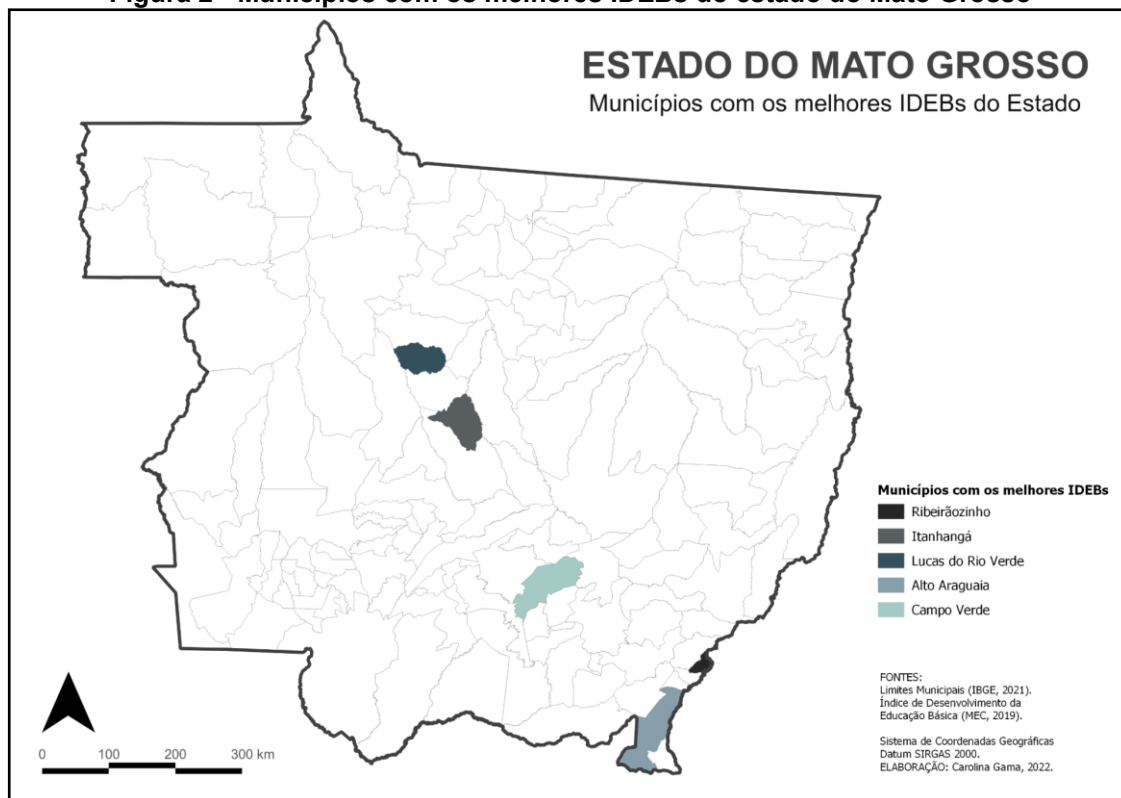 Figura 2 - Municípios com os melhores IDEBs do estado do Mato Grosso
ESTADO DO MATO GROSSO
Municípios com os melhores IDEBs do Estado
Municípios com os melhores IDEBs
Ribeirãozinho
Itanhangá
Lucas do Rio Verde
Alto Araguaia
Campo Verde
FONTES:
Limites Municipais (IBGE, 2021).
Índice de Desenvolvimento da
Educação Básica (MEC, 2019).
Sistema de Coordenadas Geográficas
Datum SIRGAS 2000.
ELABORAÇÃO: Carolina Gama, 2022.
0 100 200 300 km